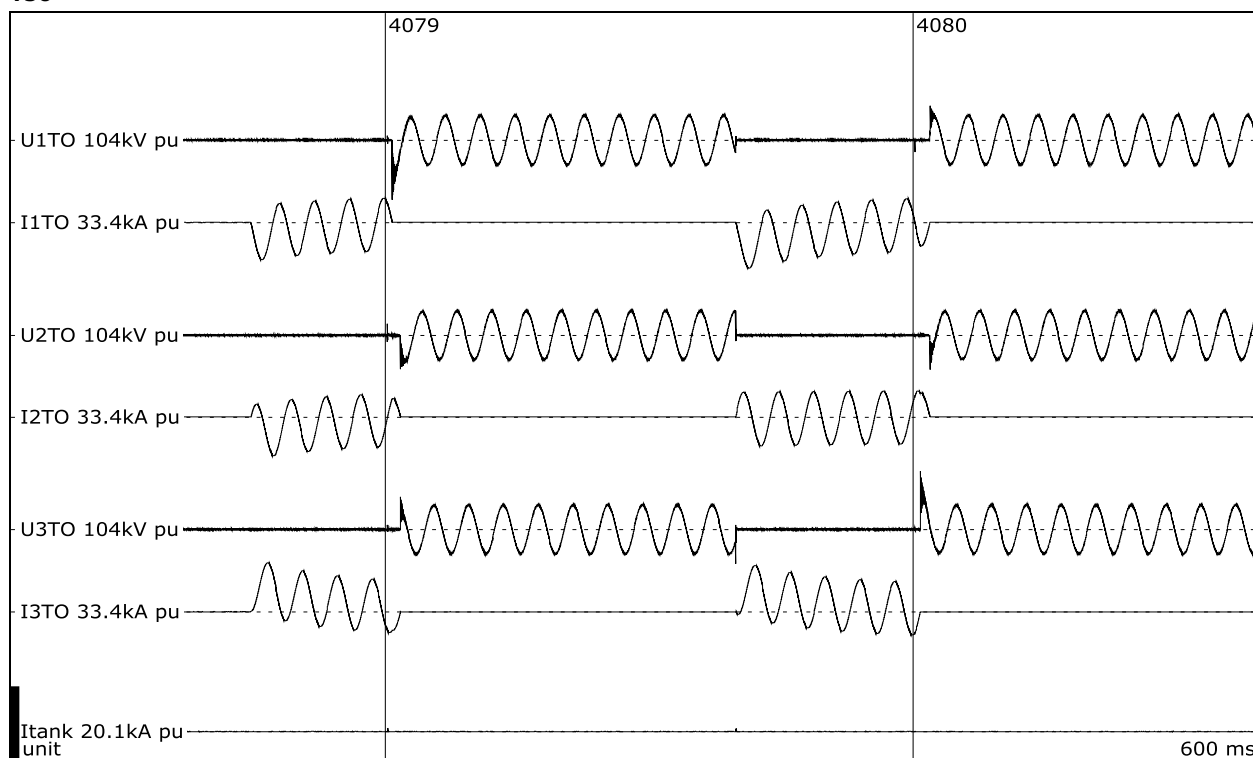 4079 4080
U1TO 104kV pu
I1TO 33.4kA pu
U2TO 104kV pu
I2TO 33.4kA pu
U3TO 104kV pu
I3TO 33.4kA pu
Itank 20.1kA pu
unit 600 ms